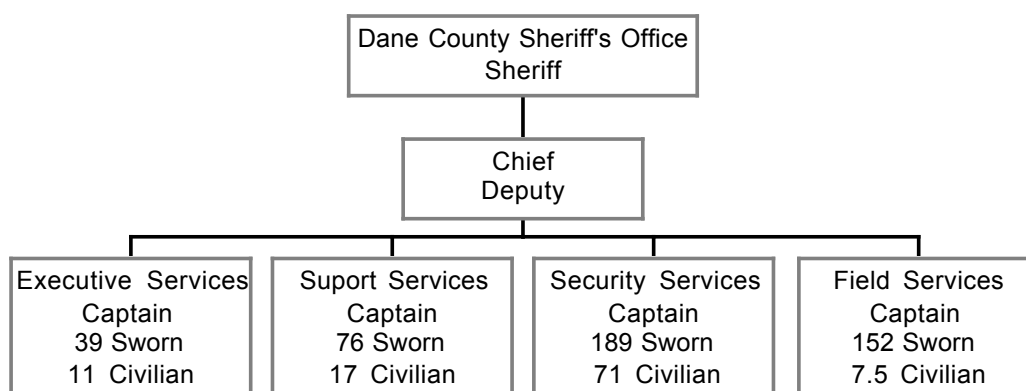 Dane County Sheriff's Office
Sheriff
Chief
Deputy
Executive Services
Captain
39 Sworn
11 Civilian
Suport Services
Captain
76 Sworn
17 Civilian
Security Services
Captain
189 Sworn
71 Civilian
Field Services
Captain
152 Sworn
7.5 Civilian